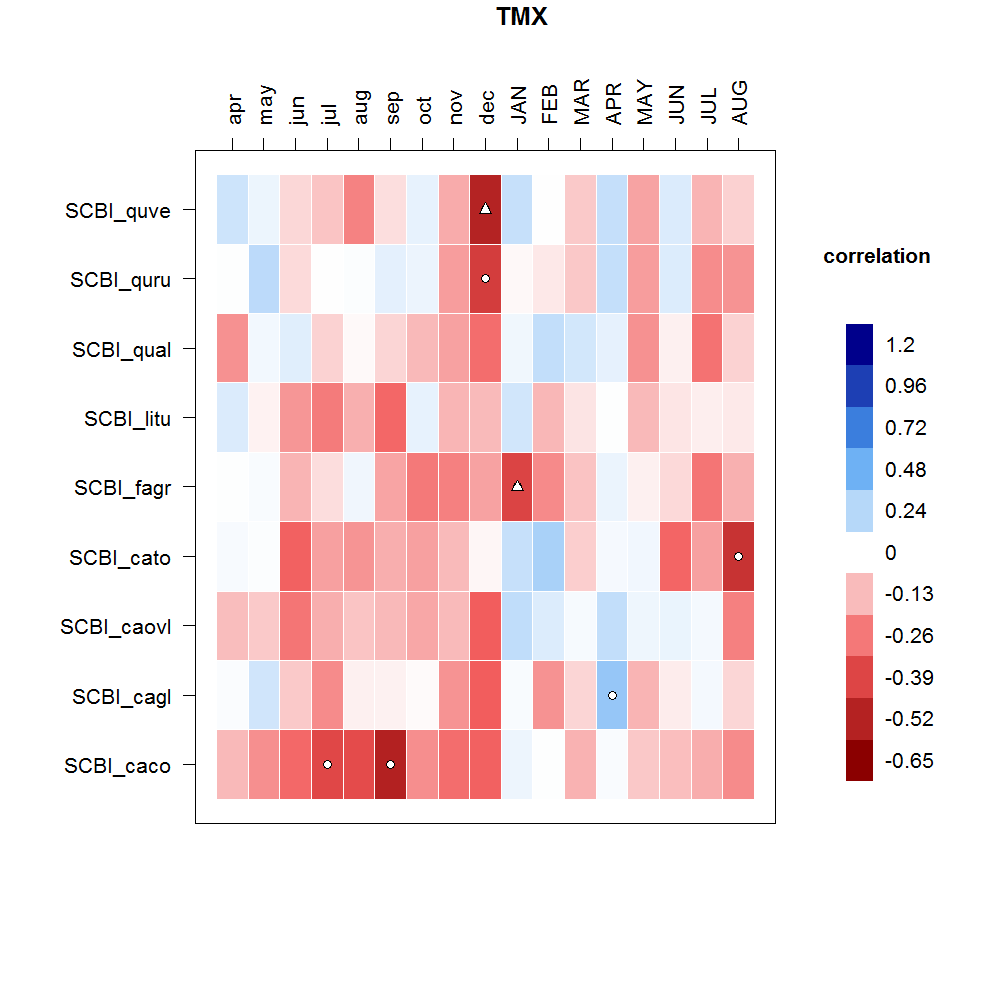 TMX
apr may jun jul aug sep oct nov dec JAN FEB MAR APR MAY JUN JUL AUG
SCBI_quve
SCBI_quru
SCBI_qual
SCBI_litu
SCBI_fagr
SCBI_cato
SCBI_caovl
SCBI_cagl
SCBI_caco
correlation
1.2
0.96
0.72
0.48
0.24
0
-0.13
-0.26
-0.39
-0.52
-0.65